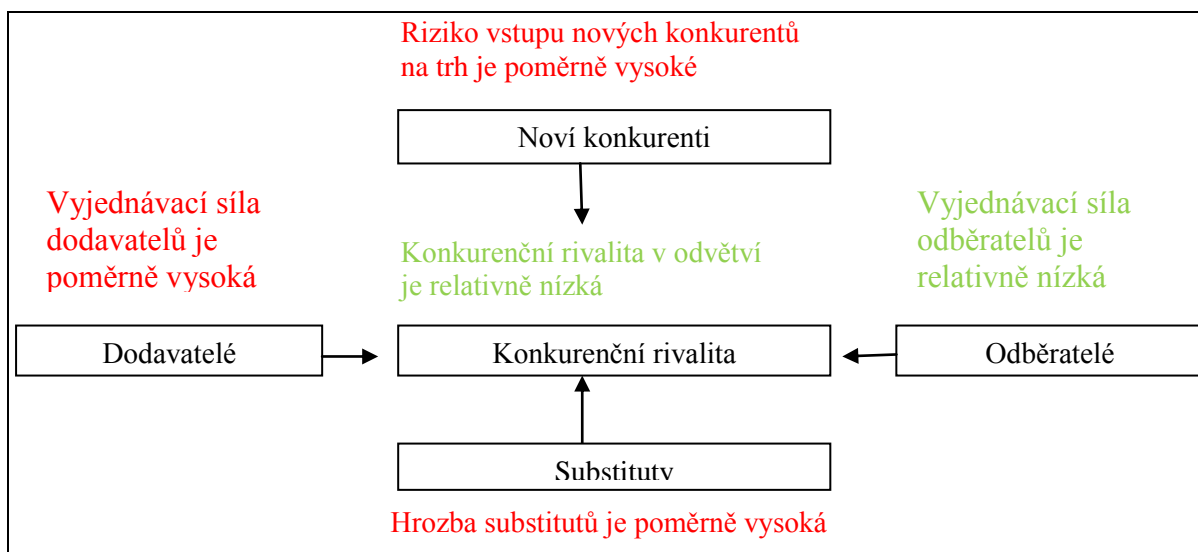 Riziko vstupu nových konkurentů
na trh je poměrně vysoké
Noví konkurenti
Vyjednávací síla
dodavatelů je
poměrně vysoká
Konkurenční rivalita v odvětví
je relativně nízká
Vyjednávací síla
odběratelů je
relativně nízká
Dodavatelé
Konkurenční rivalita
Odběratelé
Substituty
Hrozba substitutů je poměrně vysoká